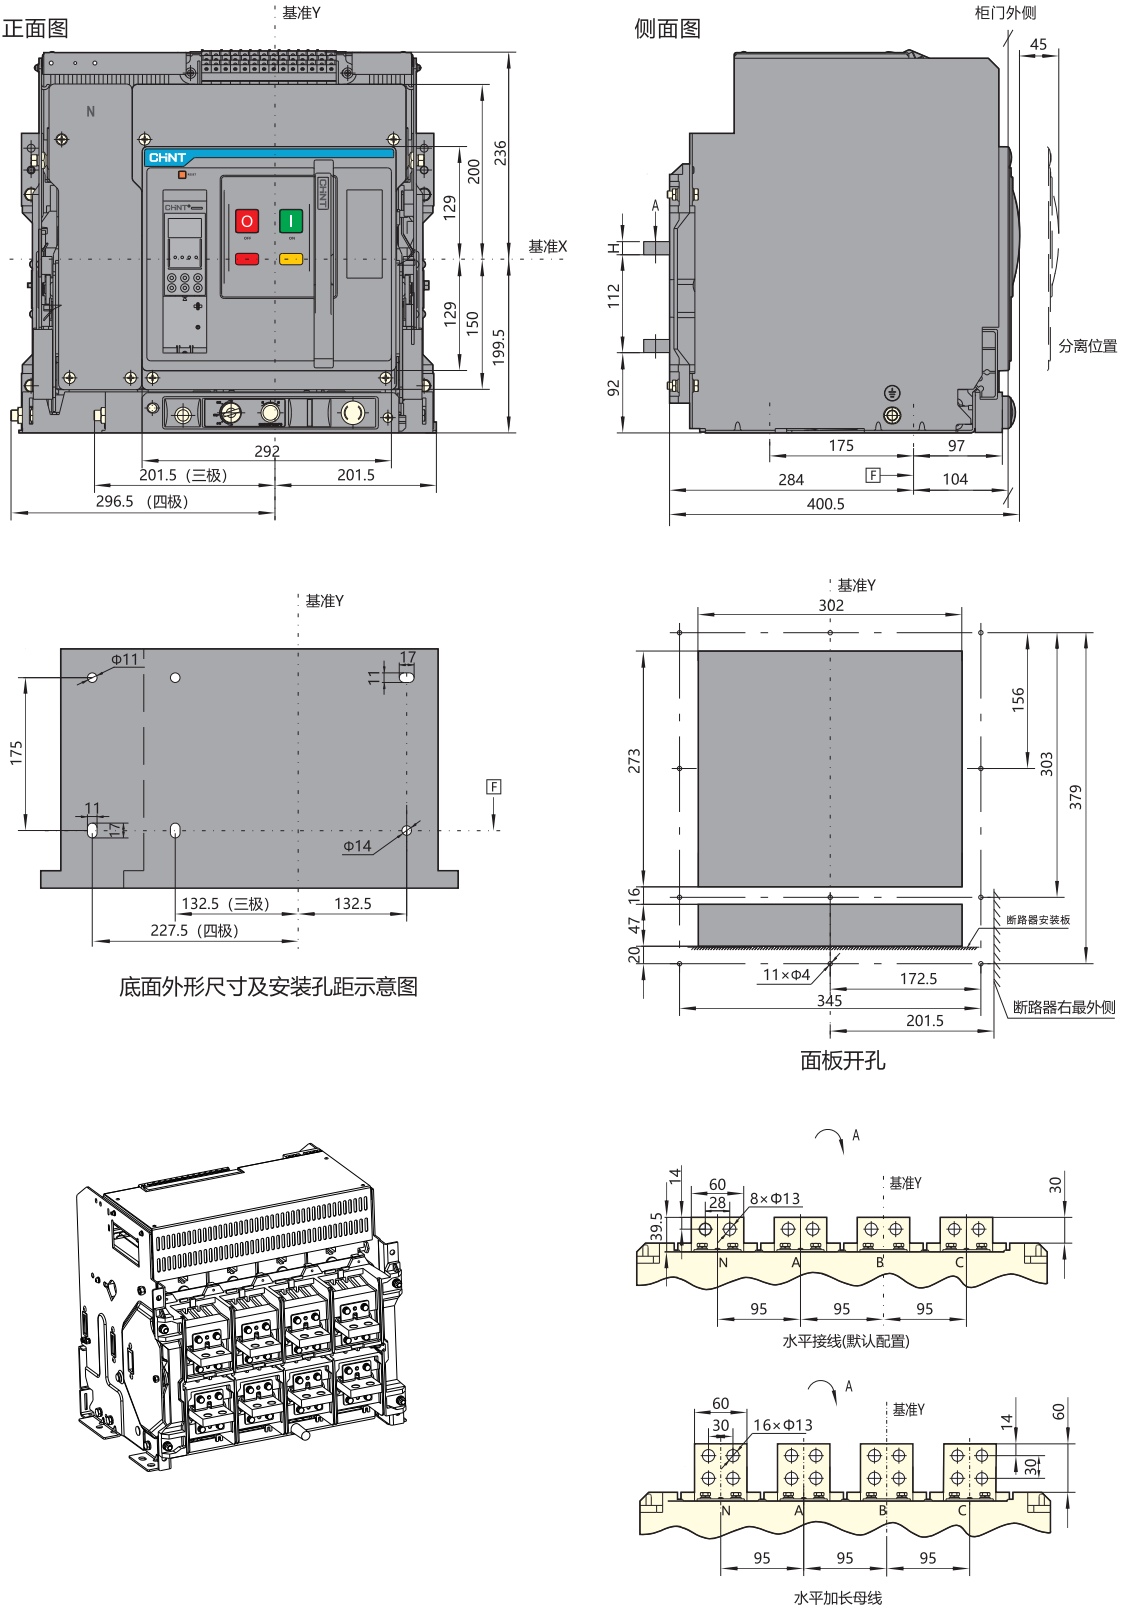 正面图
基准Y
N
CHNT
CHNT
CHNT
OFF
ON
基准X
236
200
129
129
150
199.5
292
201.5（三极）
201.5
296.5 （四极）
侧面图
柜门外侧
45
A
H
112
92
分离位置
175
97
F
284
104
400.5
基准Y
Φ11
17
11
175
11
17
Φ14
F
132.5（三极）
132.5
227.5（四极）
底面外形尺寸及安装孔距示意图
基准Y
302
273
156
303
379
16
47
20
断路器安装板
11×Φ4
172.5
345
201.5
断路器右最外侧
面板开孔
A
14
60
28
8×Φ13
基准Y
30
39.5
N
A
B
C
95
95
95
水平接线(默认配置)
A
60
30
16×Φ13
基准Y
14
60
30
N
A
B
C
95
95
95
水平加长母线